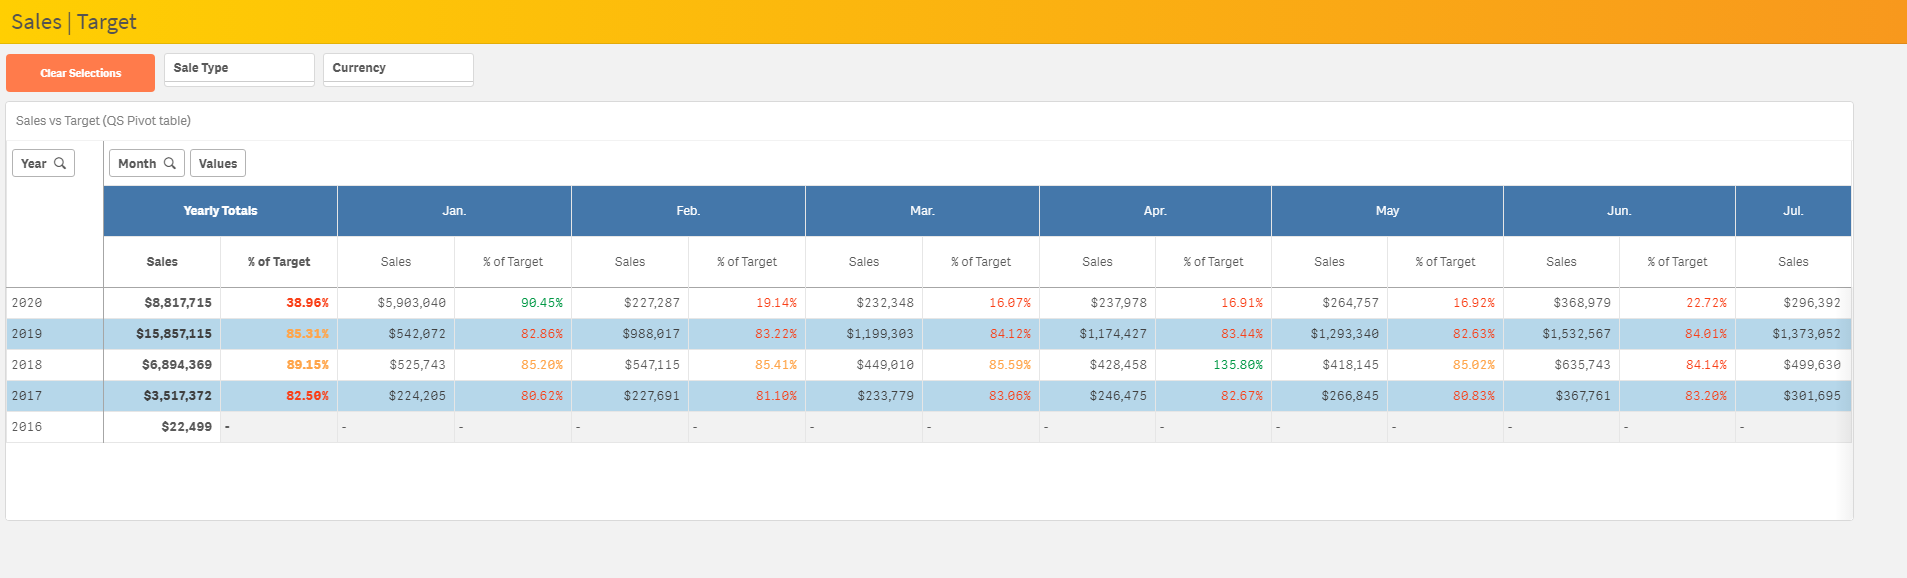 Sales | Target
Clear Selections Sale Type Currency
Sales vs Target (QS Pivot table)
Year Month Values
Yearly Totals Jan. Feb. Mar. Apr. May Jun. Jul.
Sales % of Target Sales % of Target Sales % of Target Sales % of Target Sales % of Target Sales % of Target Sales % of Target Sales
2020 $8,817,715 38.96% $5,903,040 90.45% $227,287 19.14% $232,348 16.07% $237,978 16.91% $264,757 16.92% $368,979 22.72% $296,392
2019 $15,857,115 85.31% $542,072 82.86% $988,017 83.22% $1,199,303 84.12% $1,174,427 83.44% $1,293,340 82.63% $1,532,567 84.01% $1,373,052
2018 $6,894,369 89.15% $525,743 85.20% $547,115 85.41% $449,010 85.59% $428,458 135.80% $418,145 85.02% $635,743 84.14% $499,630
2017 $3,517,372 82.50% $224,205 80.62% $227,691 81.10% $233,779 83.06% $246,475 82.67% $266,845 80.83% $367,761 83.20% $301,695
2016 $22,499 - - - - - - - - - - - - - -